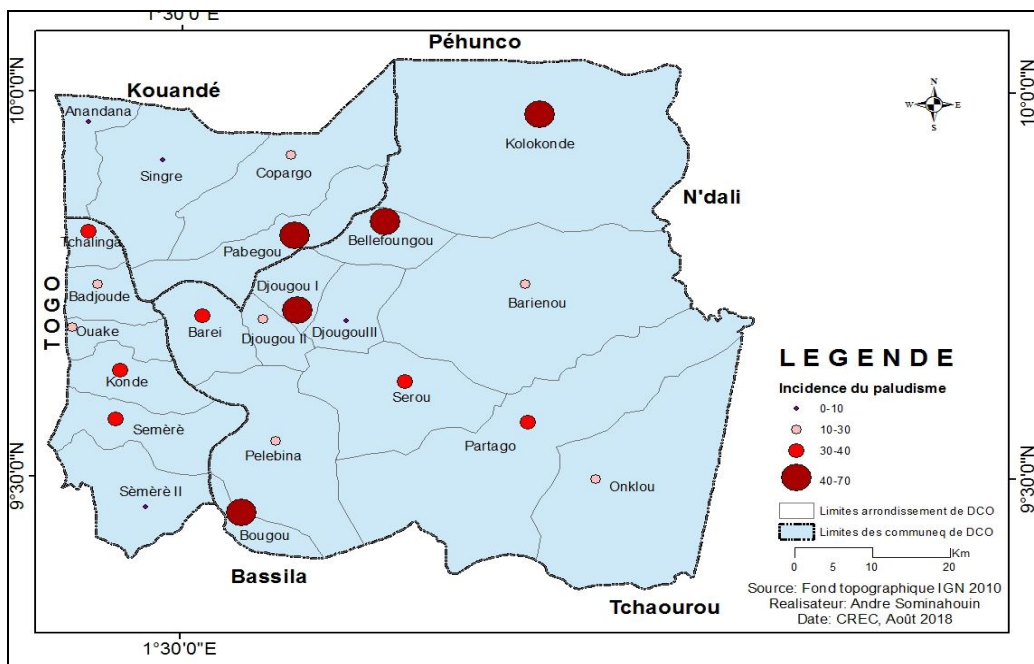 1°30'0"E
Péhunco
Kouandé
10°0'0"N
10°0'0"N
Anandana
N
W E
S
Kolokonde
Singre
Copargo
N'dali
Tchalinga
Pabegou
Bellefoungou
TOGO
Badjoude
Djougou I
Barienou
Ouake
Barei
Djougou II
DjougouIII
Konde
Serou
Semèrè
Partago
Pelebina
Onklou
Sèmèrè II
Bougou
9°30'0"N
9°30'0"N
Bassila
Tchaourou
1°30'0"E
LEGENDE
Incidence du paludisme
0-10
10-30
30-40
40-70
Limites arrondissement de DCO
Limites des communeq de DCO
Km
0 5 10 20
Source: Fond topographique IGN 2010
Realisateur: Andre Sominahouin
Date: CREC, Août 2018